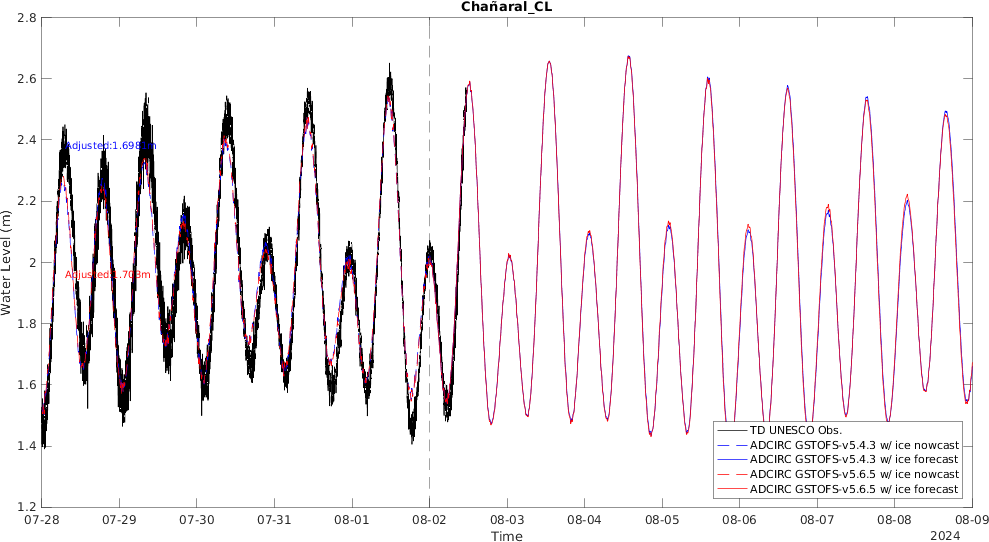 Chañaral_CL
Water Level (m)
2.8
2.6
2.4
2.2
2
1.8
1.6
1.4
1.2
Adjusted:1.6981m
Adjusted:1.703m
TD UNESCO Obs.
ADCIRC GSTOFS-v5.4.3 w/ ice nowcast
ADCIRC GSTOFS-v5.4.3 w/ ice forecast
ADCIRC GSTOFS-v5.6.5 w/ ice nowcast
ADCIRC GSTOFS-v5.6.5 w/ ice forecast
07-28 07-29 07-30 07-31 08-01 08-02 08-03 08-04 08-05 08-06 08-07 08-08 08-09
Time
2024